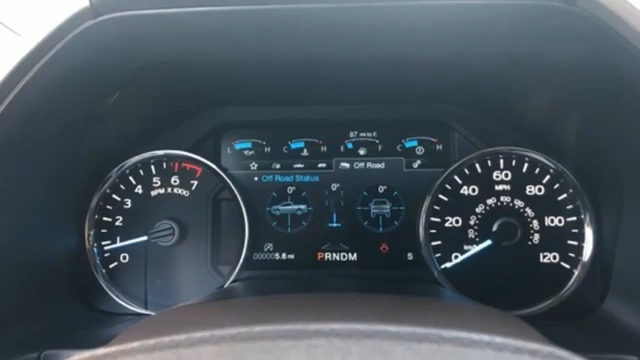 87 mi to E
L H C H E F C H
Off Road
Off Road Status
0° 0° 0°
000005.8 mi
PRNDM S
0 1 2 3 4 5 6 7
RPM X 1000
0 20 40 60 80 100 120
MPH
km/h